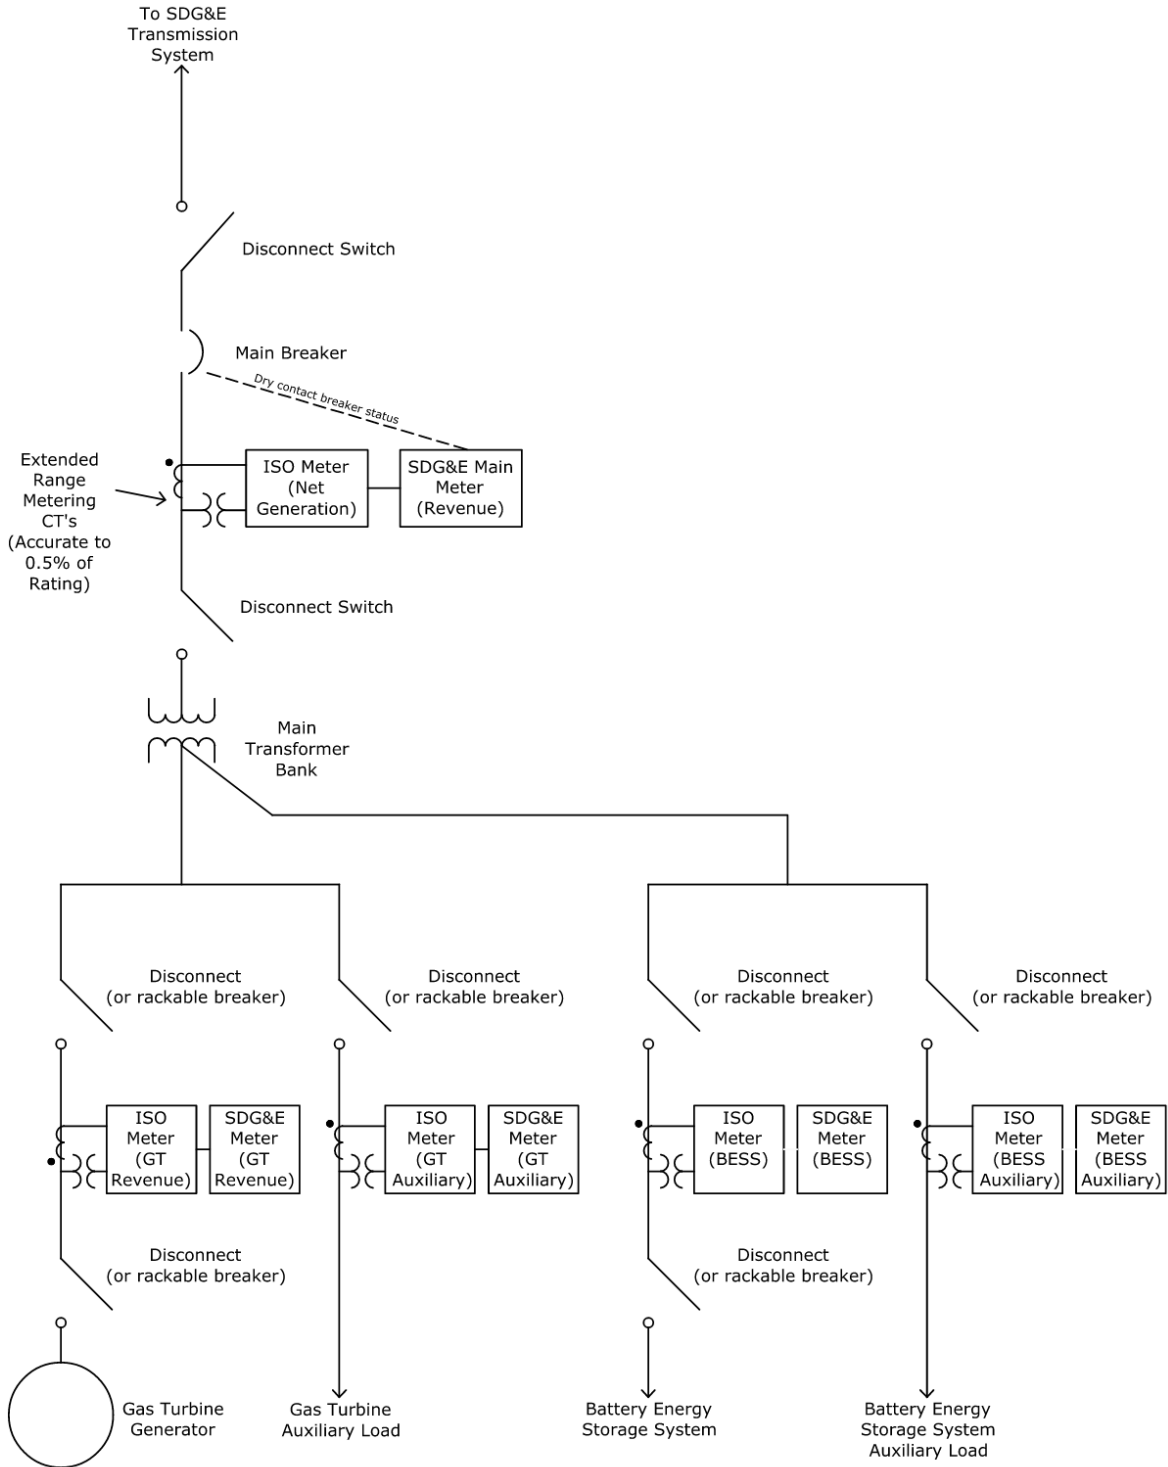 To SDG&E
Transmission
System
Disconnect Switch
Main Breaker
Dry contact breaker status
Extended
Range
Metering
CT's
(Accurate to
0.5% of
Rating)
ISO Meter
(Net
Generation)
SDG&E Main
Meter
(Revenue)
Disconnect Switch
Main
Transformer
Bank
Disconnect
(or rackable breaker)
Disconnect
(or rackable breaker)
Disconnect
(or rackable breaker)
Disconnect
(or rackable breaker)
ISO
Meter
(GT
Revenue)
SDG&E
Meter
(GT
Revenue)
ISO
Meter
(GT
Auxiliary)
SDG&E
Meter
(GT
Auxiliary)
ISO
Meter
(BESS)
SDG&E
Meter
(BESS)
ISO
Meter
(BESS
Auxiliary)
SDG&E
Meter
(BESS
Auxiliary)
Disconnect
(or rackable breaker)
Disconnect
(or rackable breaker)
Gas Turbine
Generator
Gas Turbine
Auxiliary Load
Battery Energy
Storage System
Battery Energy
Storage System
Auxiliary Load